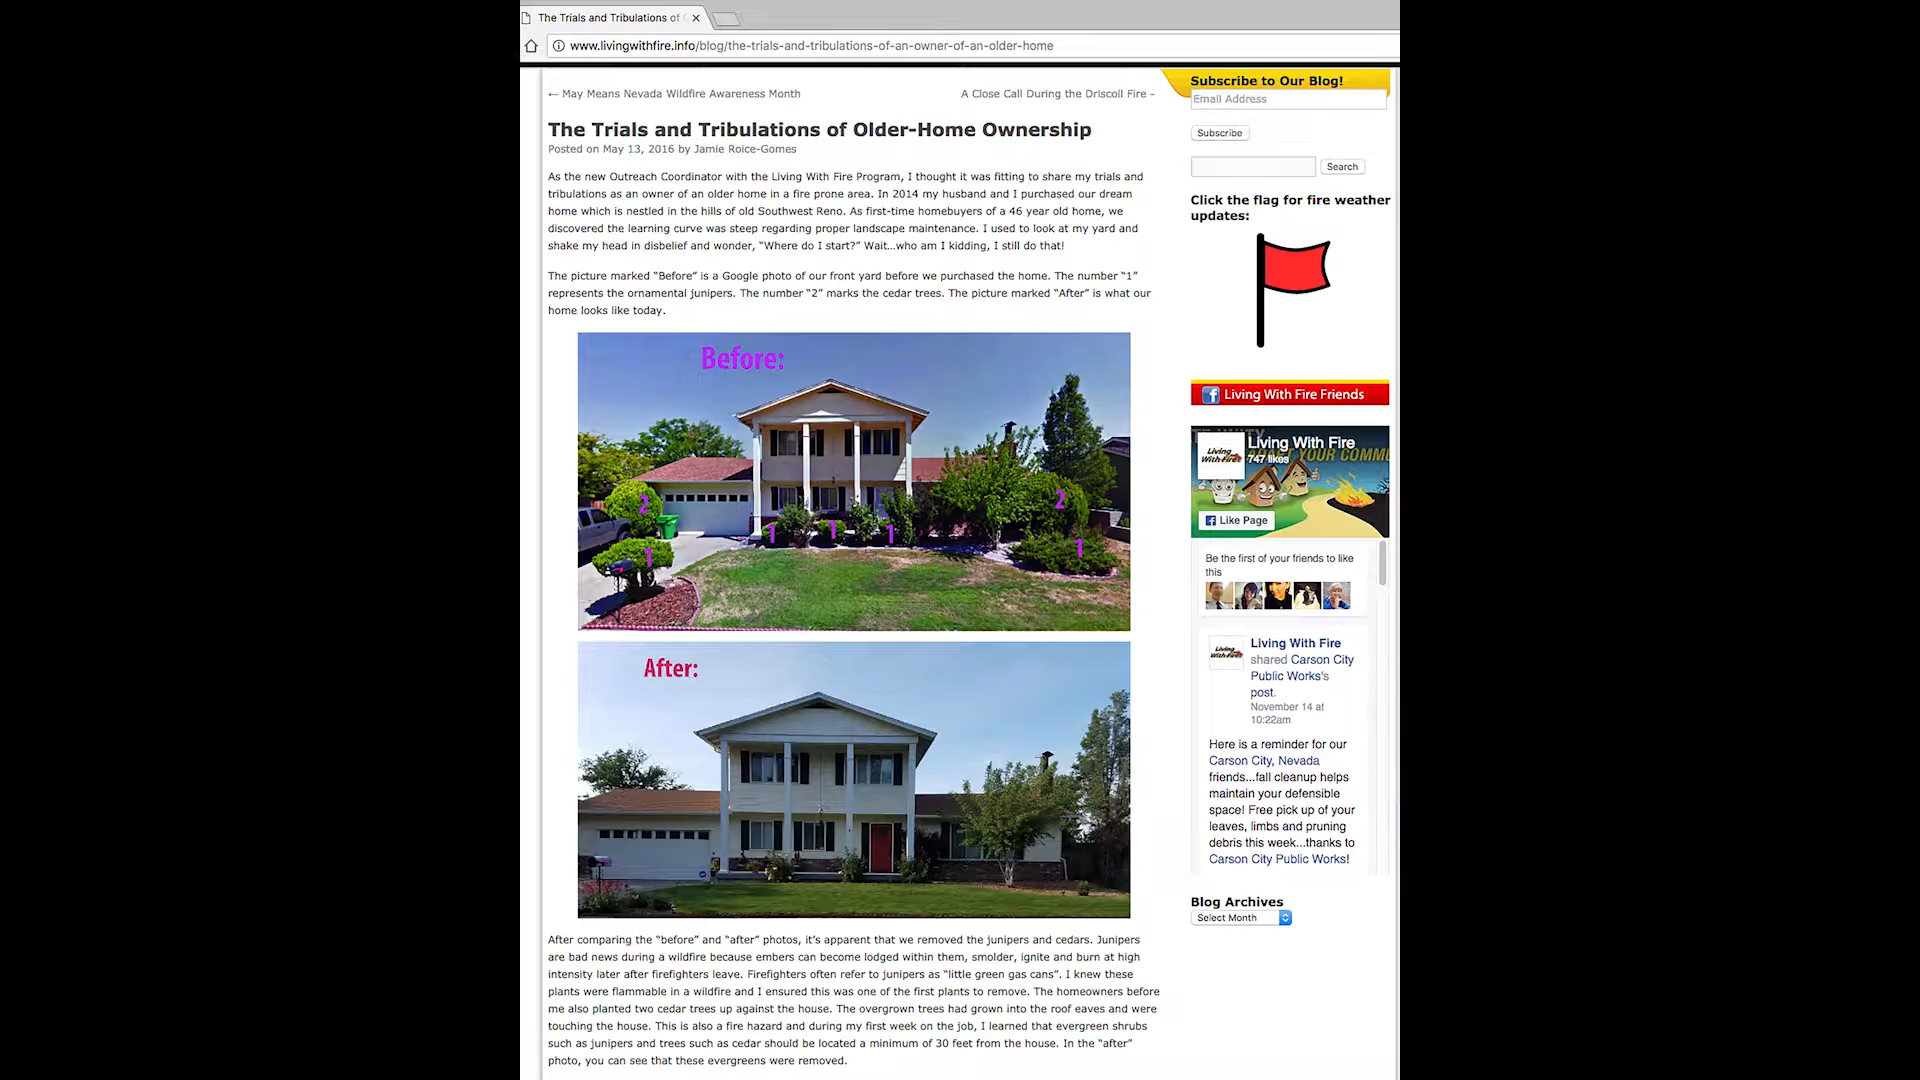 The Trials and Tribulations of
www.livingwithfire.info/blog/the-trials-and-tribulations-of-an-owner-of-an-older-home
← May Means Nevada Wildfire Awareness Month
A Close Call During the Driscoll Fire –
The Trials and Tribulations of Older-Home Ownership
Posted on May 13, 2016 by Jamie Roice-Gomes
As the new Outreach Coordinator with the Living With Fire Program, I thought it was fitting to share my trials and
tribulations as an owner of an older home in a fire prone area. In 2014 my husband and I purchased our dream
home which is nestled in the hills of old Southwest Reno. As first-time homebuyers of a 46 year old home, we
discovered the learning curve was steep regarding proper landscape maintenance. I used to look at my yard and
shake my head in disbelief and wonder, “Where do I start?” Wait...who am I kidding, I still do that!
The picture marked “Before” is a Google photo of our front yard before we purchased the home. The number “1”
represents the ornamental junipers. The number “2” marks the cedar trees. The picture marked “After” is what our
home looks like today.
Before:
2
2
1
1
1
1
1
After:
After comparing the “before” and “after” photos, it’s apparent that we removed the junipers and cedars. Junipers
are bad news during a wildfire because embers can become lodged within them, smolder, ignite and burn at high
intensity later after firefighters leave. Firefighters often refer to junipers as “little green gas cans”. I knew these
plants were flammable in a wildfire and I ensured this was one of the first plants to remove. The homeowners before
me also planted two cedar trees up against the house. The overgrown trees had grown into the roof eaves and were
touching the house. This is also a fire hazard and during my first week on the job, I learned that evergreen shrubs
such as junipers and trees such as cedar should be located a minimum of 30 feet from the house. In the “after”
photo, you can see that these evergreens were removed.
Subscribe to Our Blog!
Email Address
Subscribe
Search
Click the flag for fire weather
updates:
Living With Fire Friends
Living With Fire
747 likes
YOUR COMMU
Living
With Fire
Like Page
Be the first of your friends to like
this
Living
With Fire
Living With Fire
shared Carson City
Public Works's
post.
November 14 at
10:22am
Here is a reminder for our
Carson City, Nevada
friends...fall cleanup helps
maintain your defensible
space! Free pick up of your
leaves, limbs and pruning
debris this week...thanks to
Carson City Public Works!
Blog Archives
Select Month